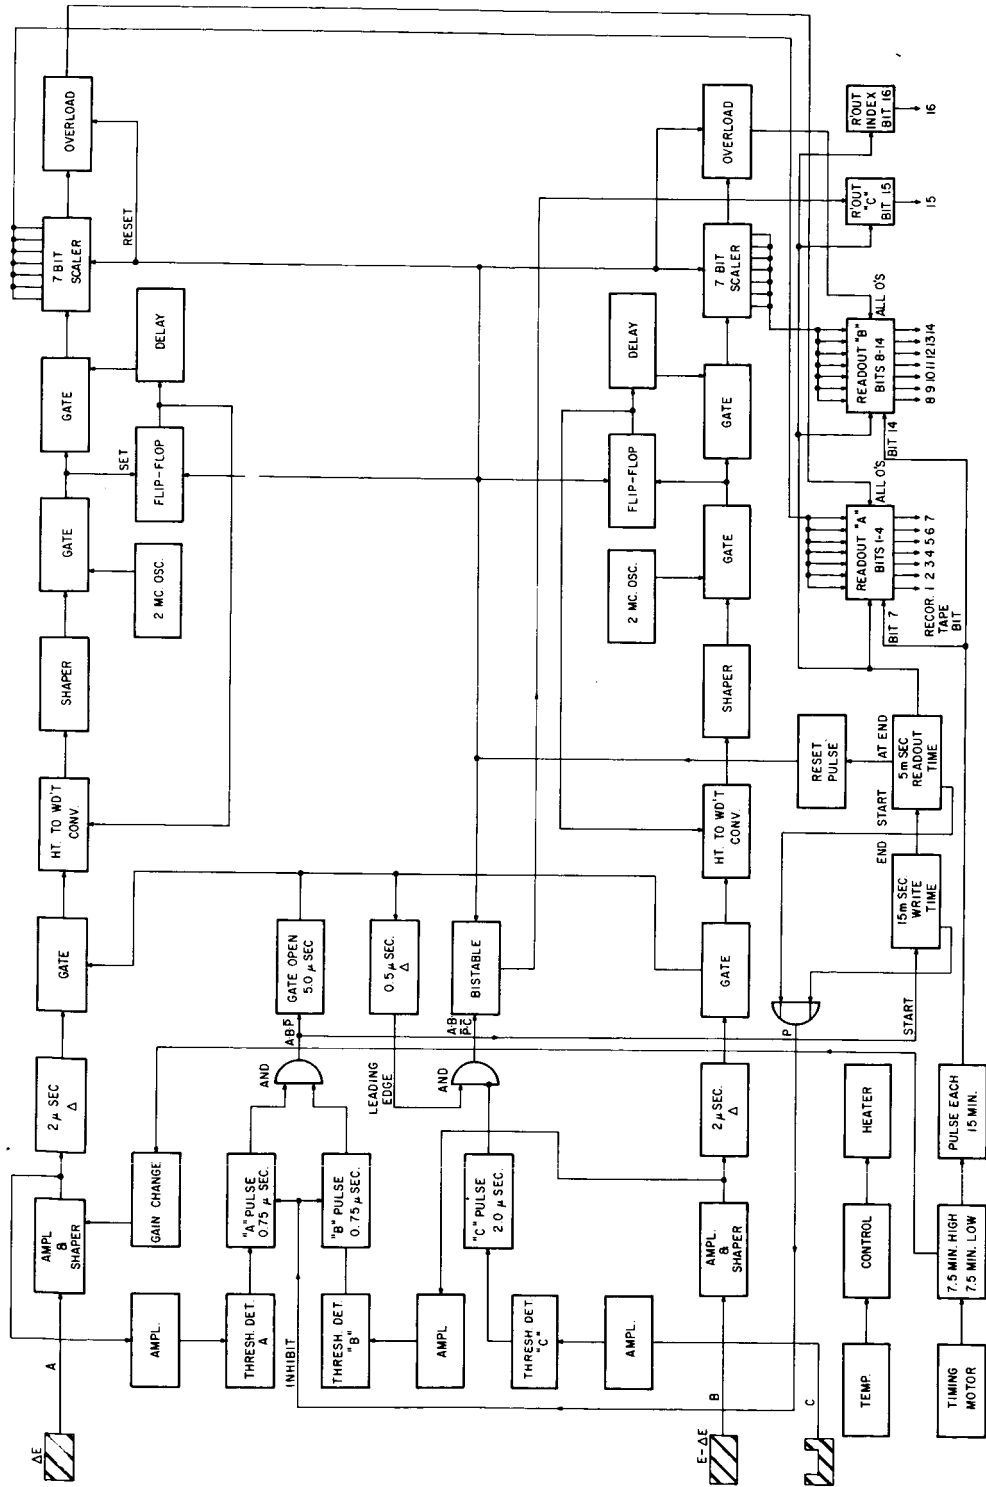 ΔE
A
AMPL
&
SHAPER
2 μ SEC
Δ
GATE
HT. TO WD'T
CONV.
SHAPER
GATE
GATE
7 BIT
SCALER
OVERLOAD
SET
RESET
GAIN CHANGE
2 MC. OSC.
FLIP-FLOP
DELAY
AMPL.
THRESH. DET.
A
"A" PULSE
0.75 μ SEC.
AND
A·B·P̅
GATE OPEN
5.0 μ SEC
INHIBIT
THRESH. DET.
"B"
"B" PULSE
0.75 μ SEC.
0.5 μ SEC.
Δ
LEADING
EDGE
AMPL
"C" PULSE
2.0 μ SEC.
AND
A·B·
P̅·C̅
BISTABLE
THRESH. DET
"C"
AMPL.
2 MC. OSC.
FLIP-FLOP
DELAY
E-ΔE
B
AMPL.
&
SHAPER
2 μ SEC.
Δ
GATE
HT. TO WD'T
CONV.
SHAPER
GATE
GATE
7 BIT
SCALER
OVERLOAD
C
P
RESET
PULSE
START
15m SEC.
WRITE
TIME
END
START
5m SEC
READOUT
TIME
AT END
BIT 7
READOUT "A"
BITS 1-4
ALL O'S
BIT 14
READOUT "B"
BITS 8-14
ALL O'S
R'OUT
"C"
BIT 15
R'OUT
INDEX
BIT 16
RECOR.
TAPE
BIT
1 2 3 4 5 6 7
8 9 10 11 12 13 14
15
16
TEMP.
CONTROL
HEATER
TIMING
MOTOR
7.5 MIN. HIGH
7.5 MIN. LOW
PULSE EACH
15 MIN.